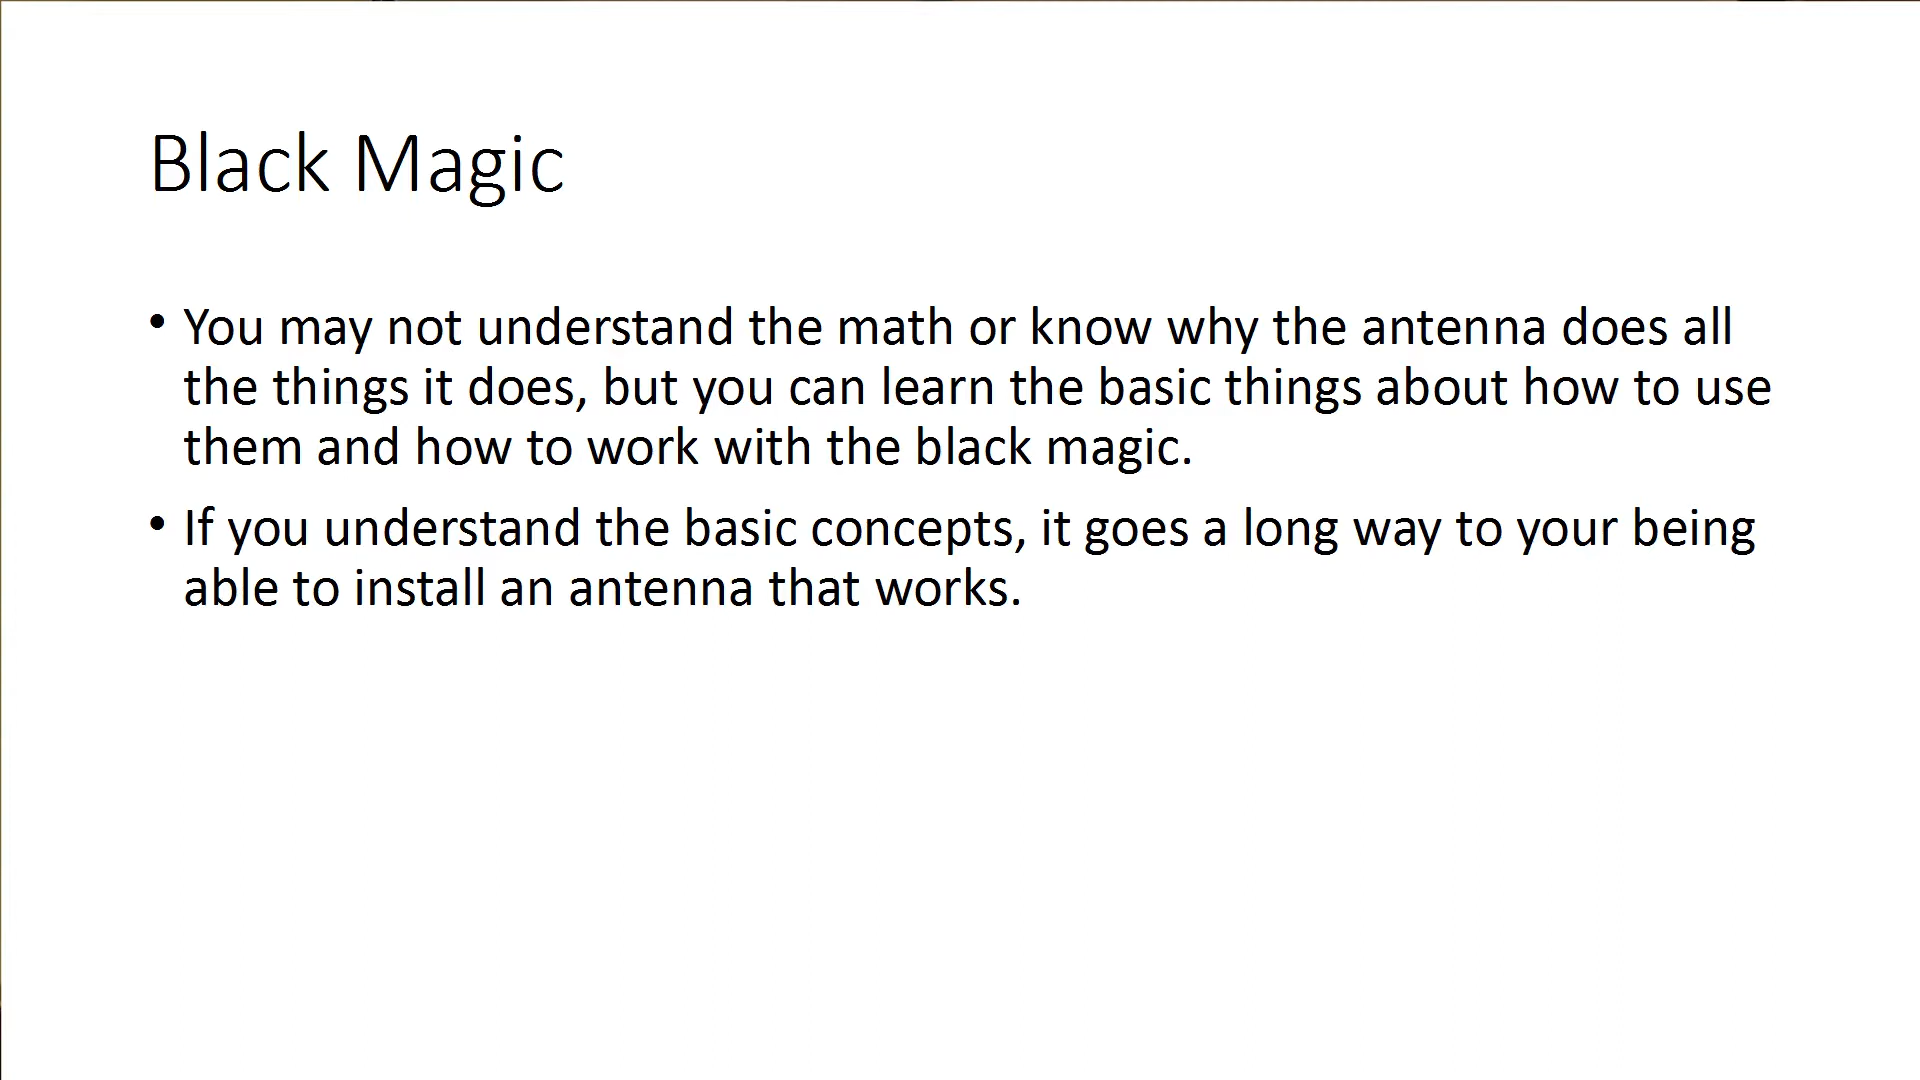 Black Magic
• You may not understand the math or know why the antenna does all
the things it does, but you can learn the basic things about how to use
them and how to work with the black magic.
• If you understand the basic concepts, it goes a long way to your being
able to install an antenna that works.